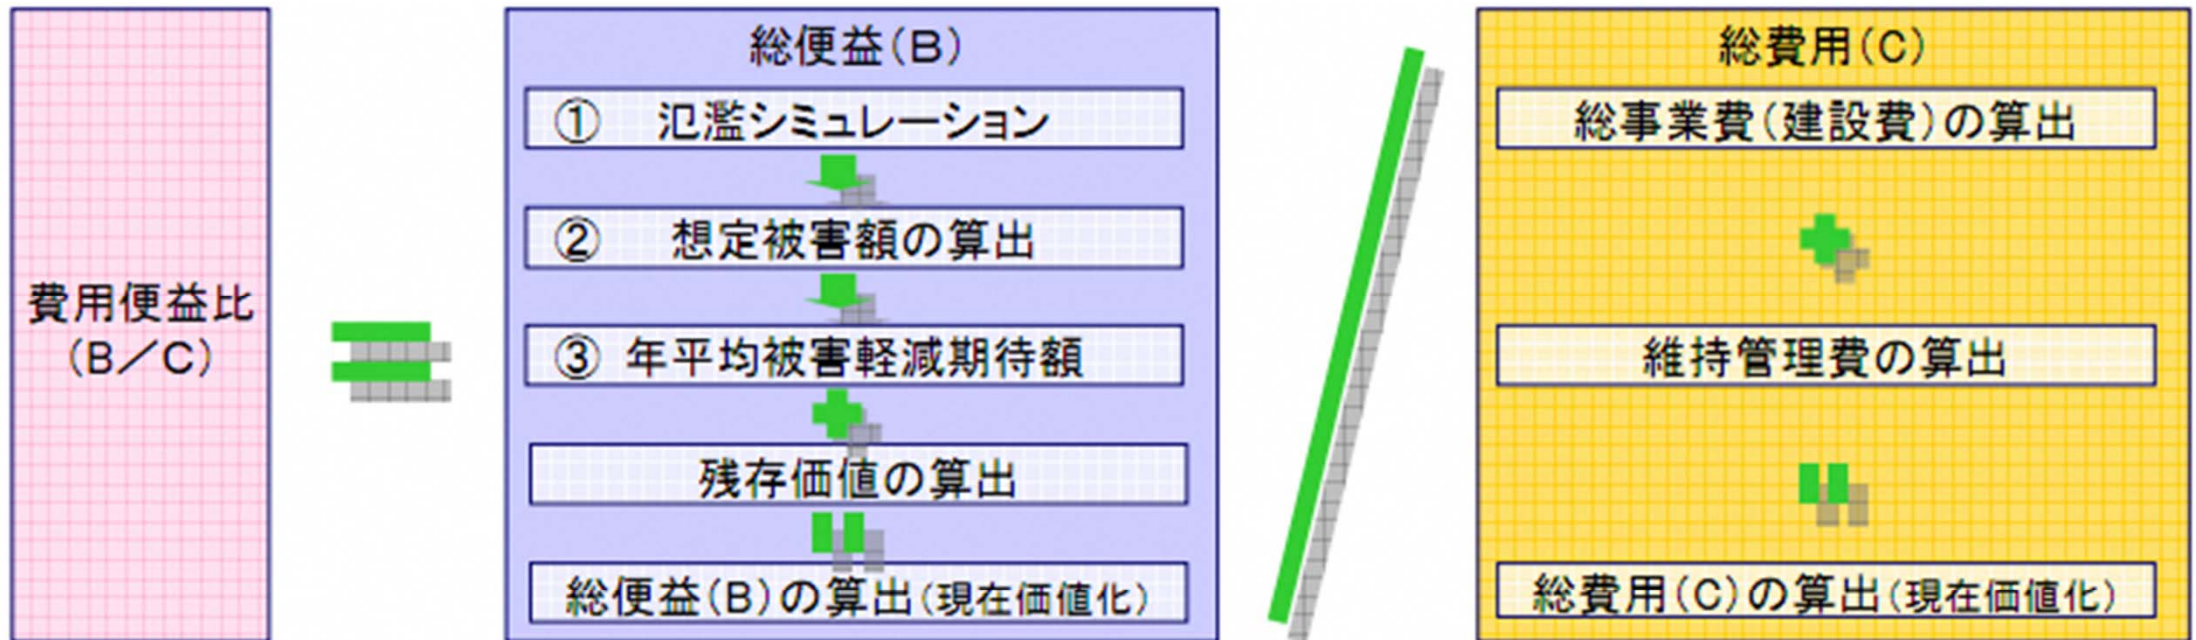 費用便益比
（B／C）
総便益（B）
① 氾濫シミュレーション
② 想定被害額の算出
③ 年平均被害軽減期待額
残存価値の算出
総便益（B）の算出（現在価値化）
総費用（C）
総事業費（建設費）の算出
維持管理費の算出
総費用（C）の算出（現在価値化）